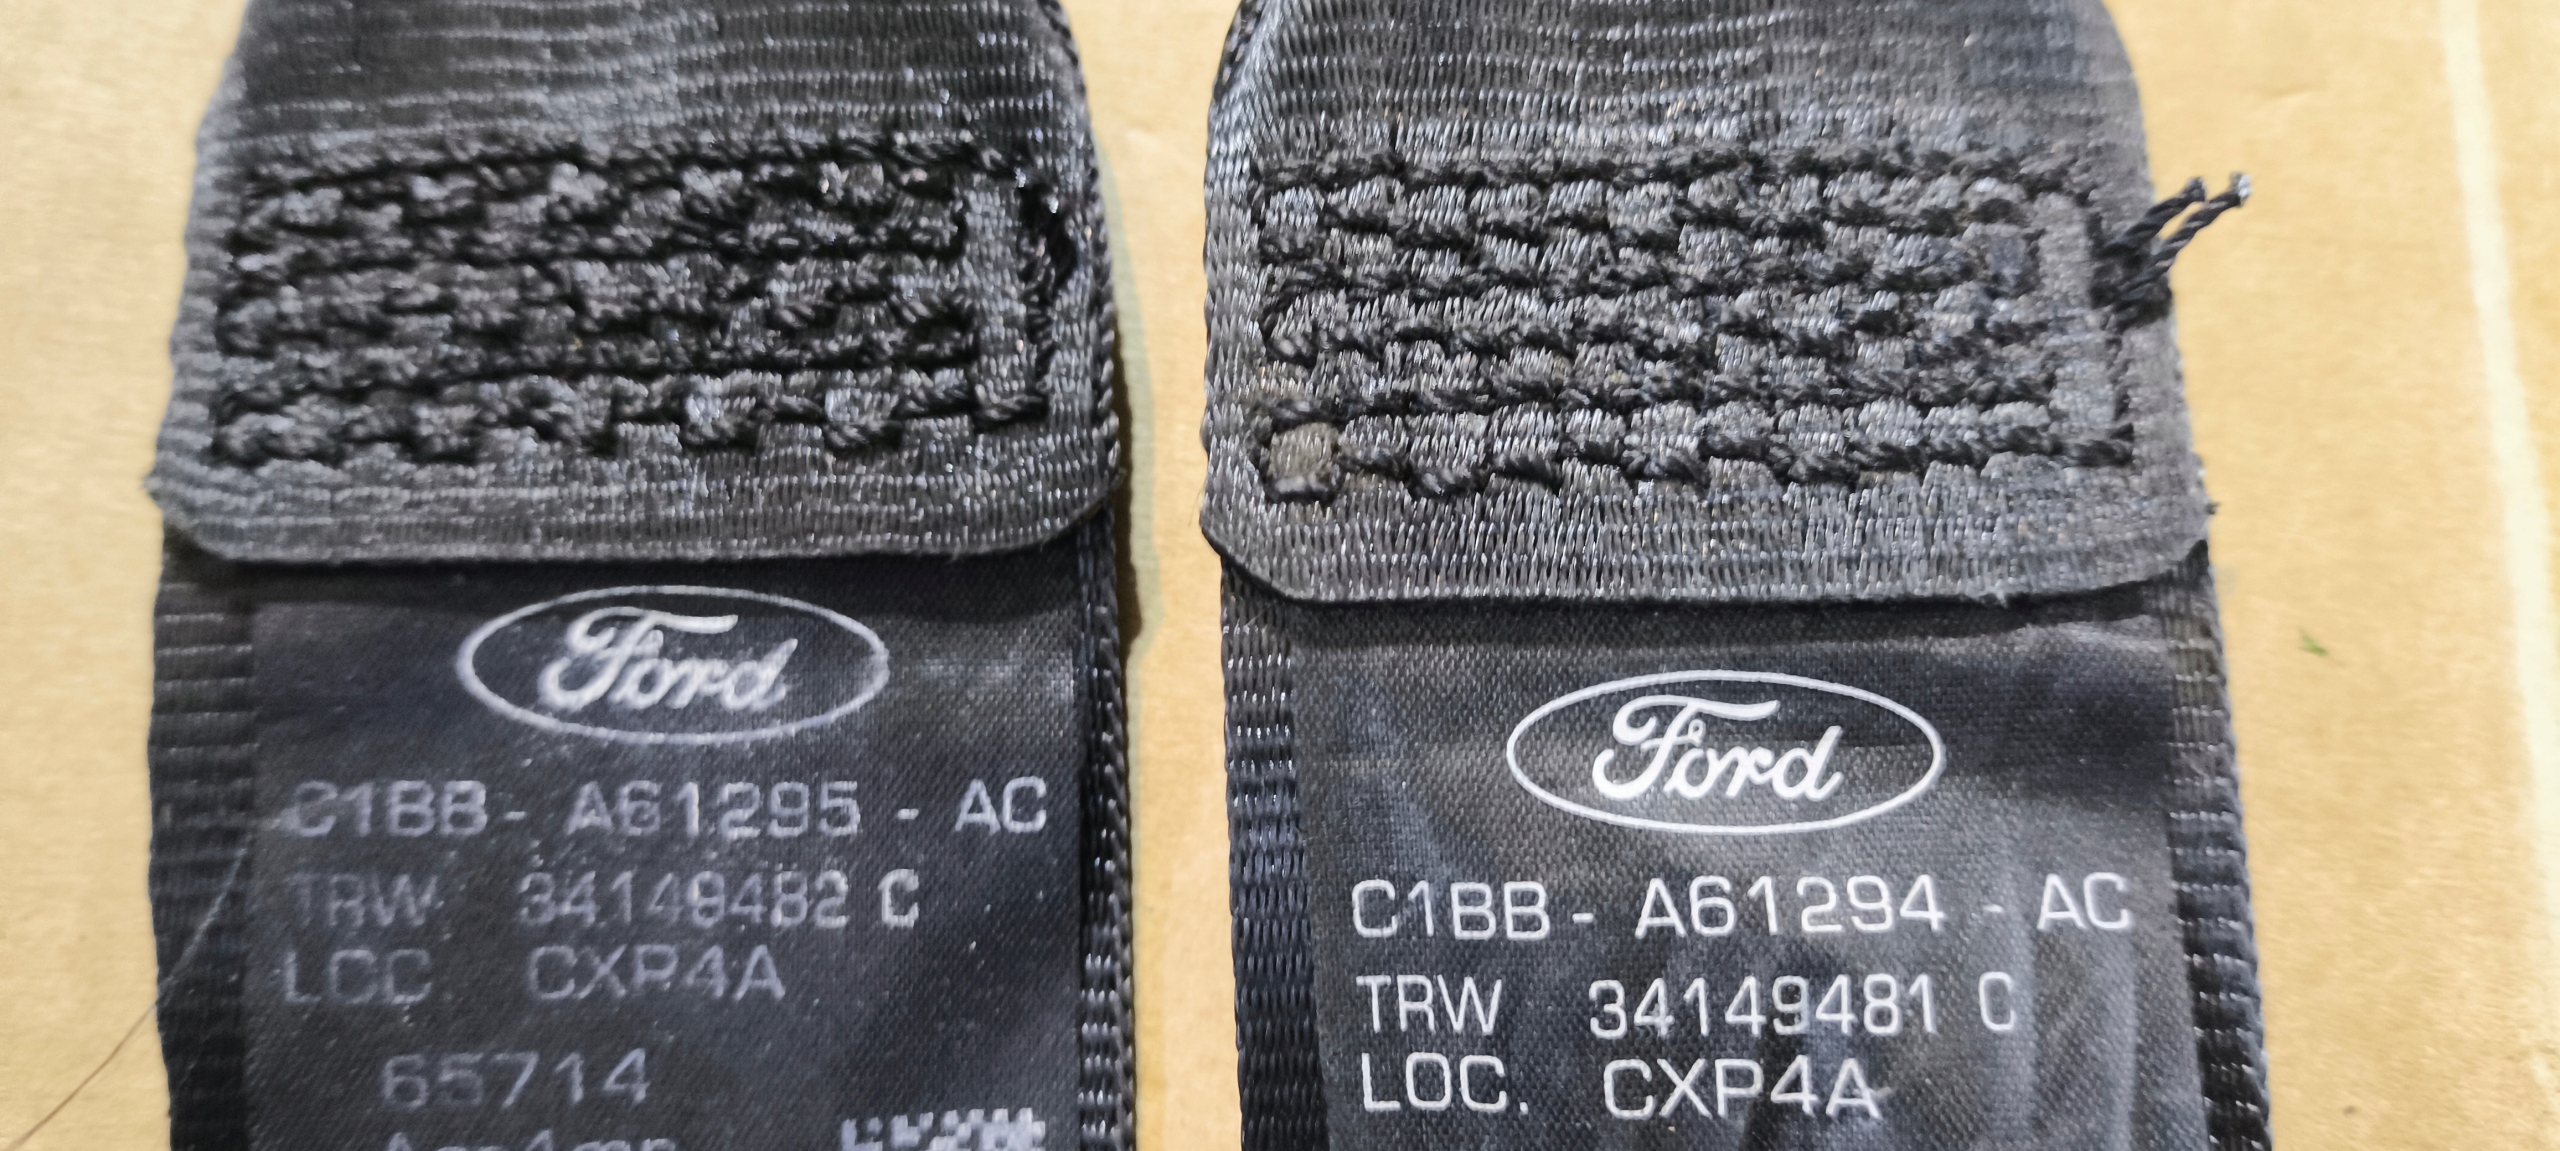 Ford
C1BB - A61295 - AC
TRW 34149482 C
LOC. CXP4A
65714
Ford
C1BB - A61294 - AC
TRW 34149481 C
LOC. CXP4A